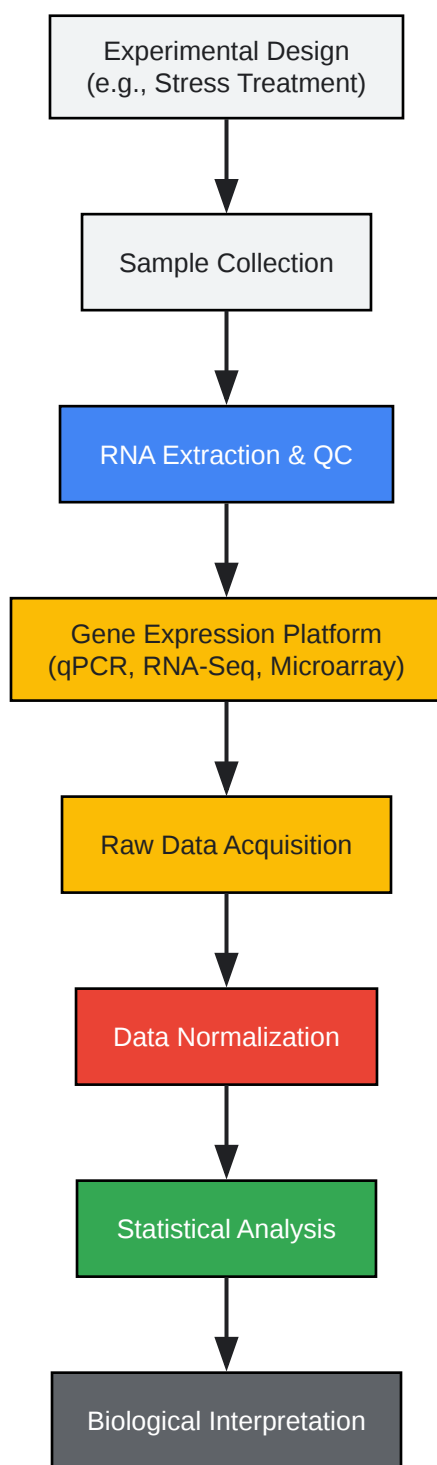 Experimental Design
(e.g., Stress Treatment)
Sample Collection
RNA Extraction & QC
Gene Expression Platform
(qPCR, RNA-Seq, Microarray)
Raw Data Acquisition
Data Normalization
Statistical Analysis
Biological Interpretation